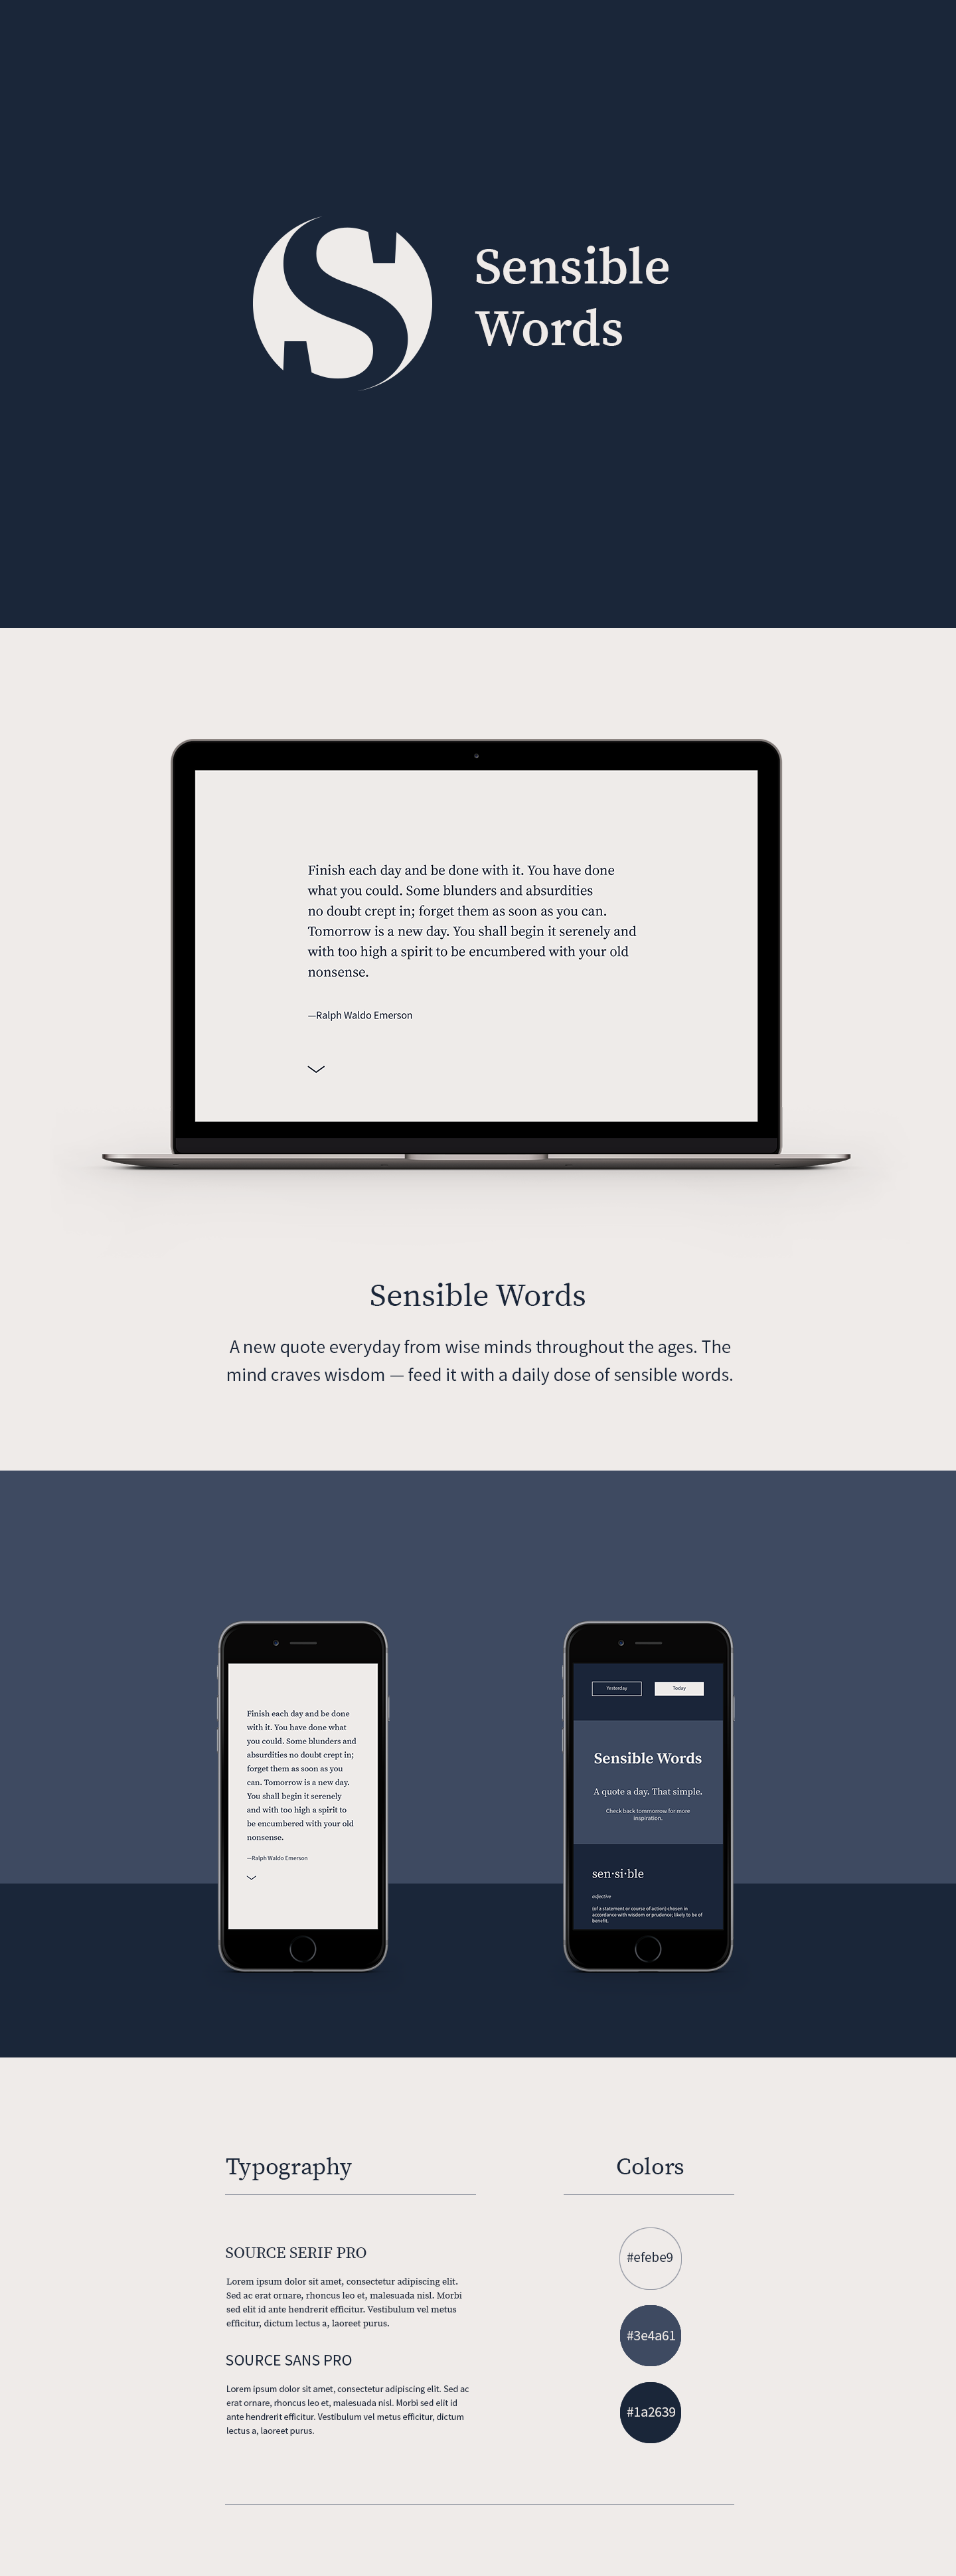 S
Sensible
Words
Finish each day and be done with it. You have done
what you could. Some blunders and absurdities
no doubt crept in; forget them as soon as you can.
Tomorrow is a new day. You shall begin it serenely and
with too high a spirit to be encumbered with your old
nonsense.
—Ralph Waldo Emerson
Sensible Words
A new quote everyday from wise minds throughout the ages. The
mind craves wisdom — feed it with a daily dose of sensible words.
Finish each day and be done
with it. You have done what
you could. Some blunders and
absurdities no doubt crept in;
forget them as soon as you
can. Tomorrow is a new day.
You shall begin it serenely
and with too high a spirit to
be encumbered with your old
nonsense.
—Ralph Waldo Emerson
Yesterday
Today
Sensible Words
A quote a day. That simple.
Check back tommorrow for more
inspiration.
sen·si·ble
adjective
(of a statement or course of action) chosen in
accordance with wisdom or prudence; likely to be of
benefit.
Typography
SOURCE SERIF PRO
Lorem ipsum dolor sit amet, consectetur adipiscing elit.
Sed ac erat ornare, rhoncus leo et, malesuada nisl. Morbi
sed elit id ante hendrerit efficitur. Vestibulum vel metus
efficitur, dictum lectus a, laoreet purus.
SOURCE SANS PRO
Lorem ipsum dolor sit amet, consectetur adipiscing elit. Sed ac
erat ornare, rhoncus leo et, malesuada nisl. Morbi sed elit id
ante hendrerit efficitur. Vestibulum vel metus efficitur, dictum
lectus a, laoreet purus.
Colors
#efebe9
#3e4a61
#1a2639